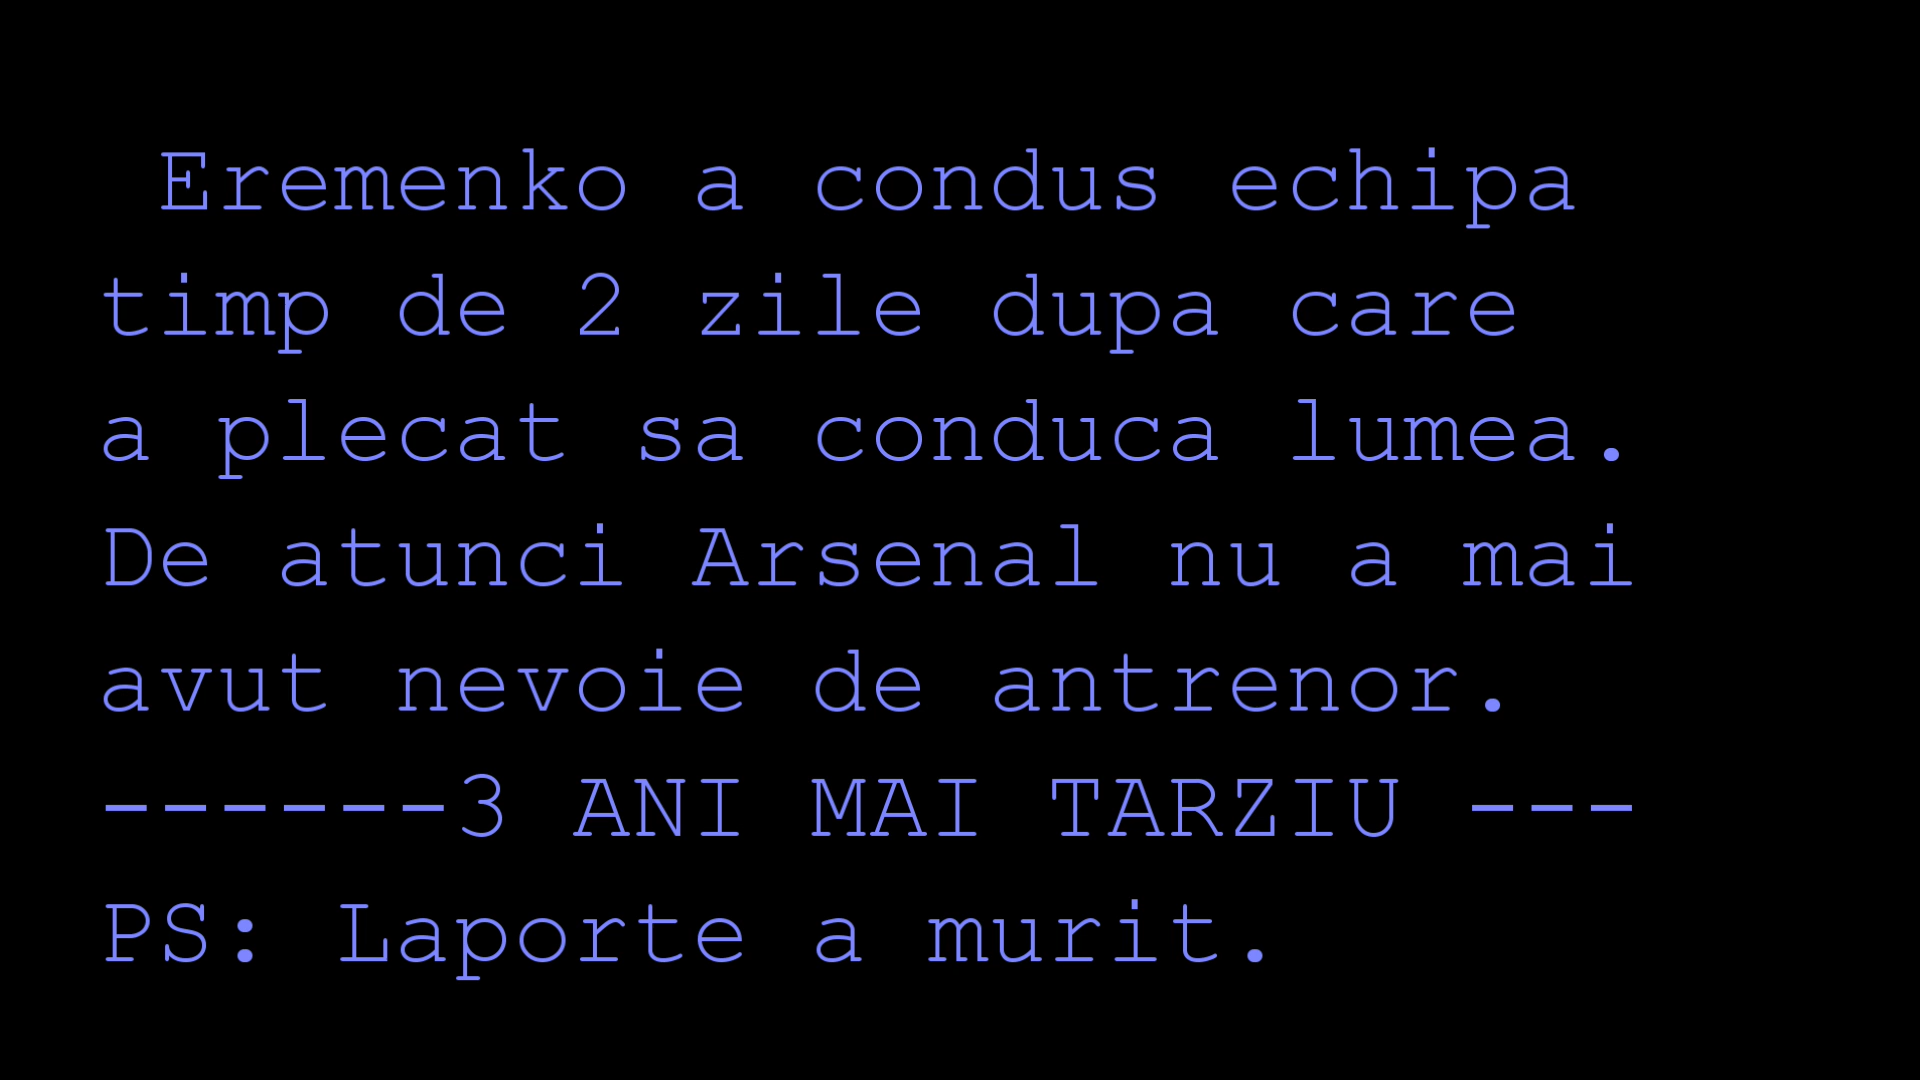 Eremenko a condus echipa
timp de 2 zile dupa care
a plecat sa conduca lumea.
De atunci Arsenal nu a mai
avut nevoie de antrenor.
------3 ANI MAI TARZIU ---
PS: Laporte a murit.